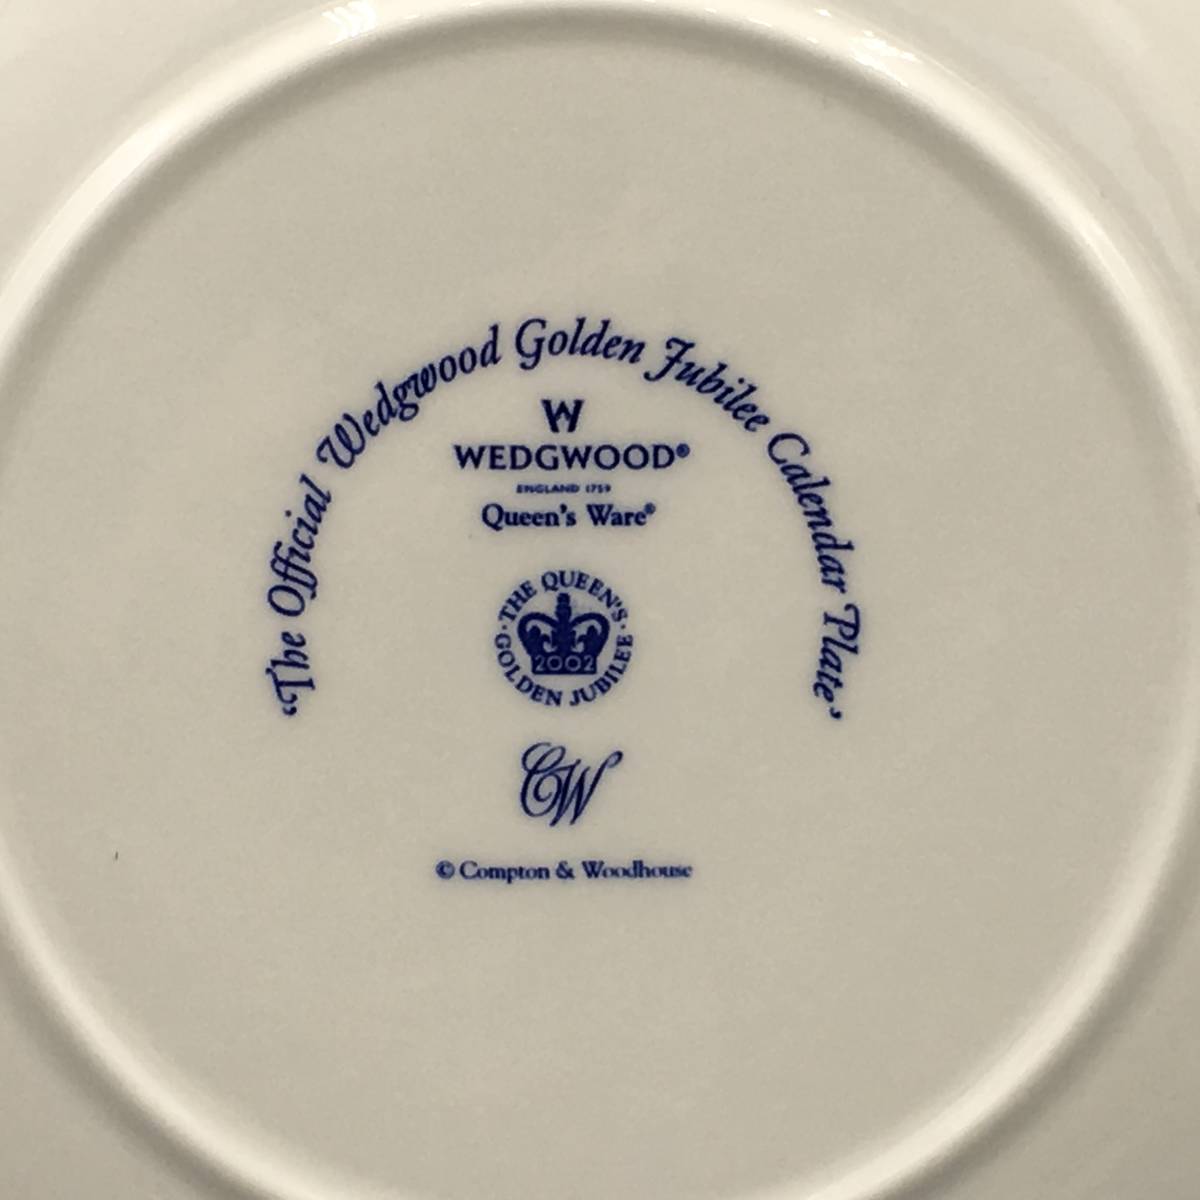 ‘The Official Wedgwood Golden Jubilee Calendar Plate’
W
WEDGWOOD®
ENGLAND 1759
Queen's Ware®
· THE QUEEN'S ·
GOLDEN JUBILEE
2002
CW
© Compton & Woodhouse